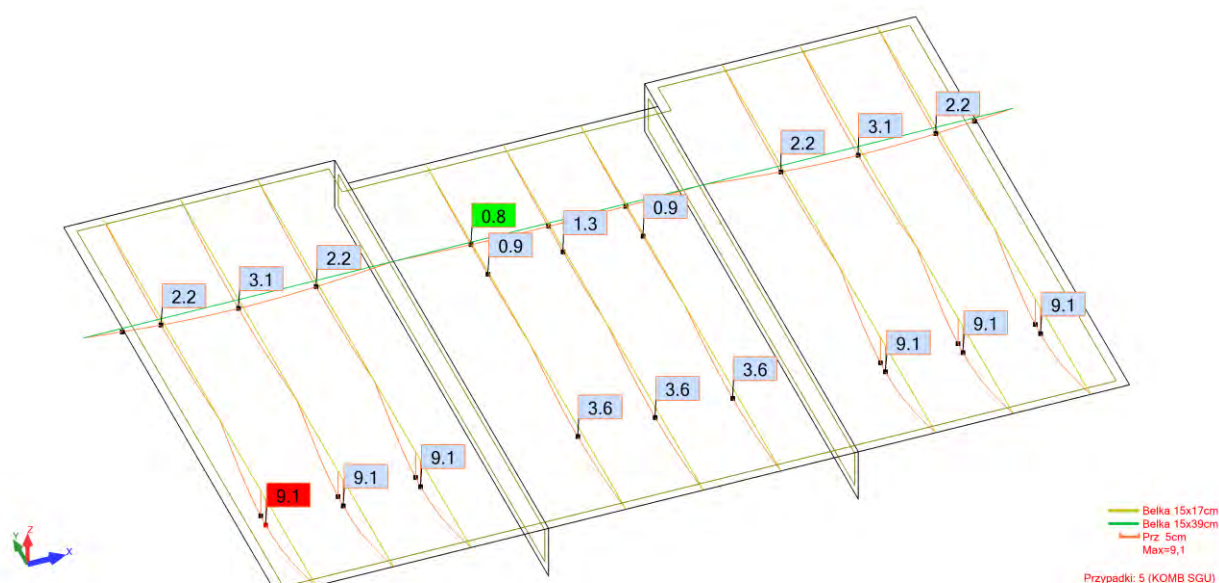 2.2
3.1
2.2
0.8
0.9
1.3
0.9
2.2
3.1
2.2
9.1
9.1
9.1
3.6
3.6
3.6
9.1
9.1
9.1
Z
Y
X
Belka 15x17cm
Belka 15x39cm
Prz 5cm
Max=9,1
Przypadki: 5 (KOMB SGU)